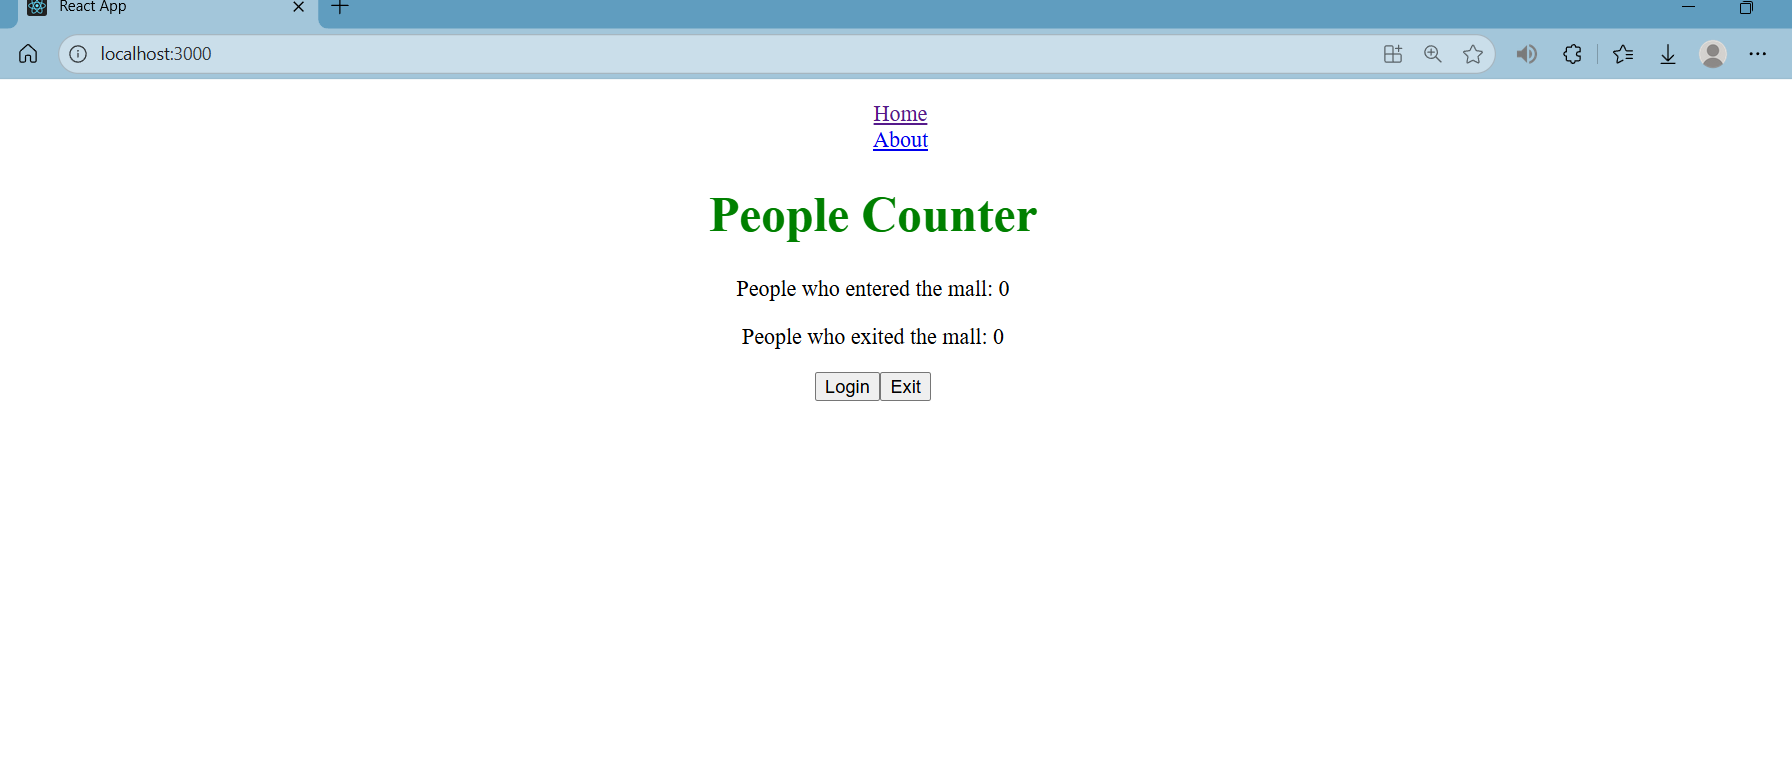 React App
localhost:3000
Home
About
People Counter
People who entered the mall: 0
People who exited the mall: 0
Login Exit